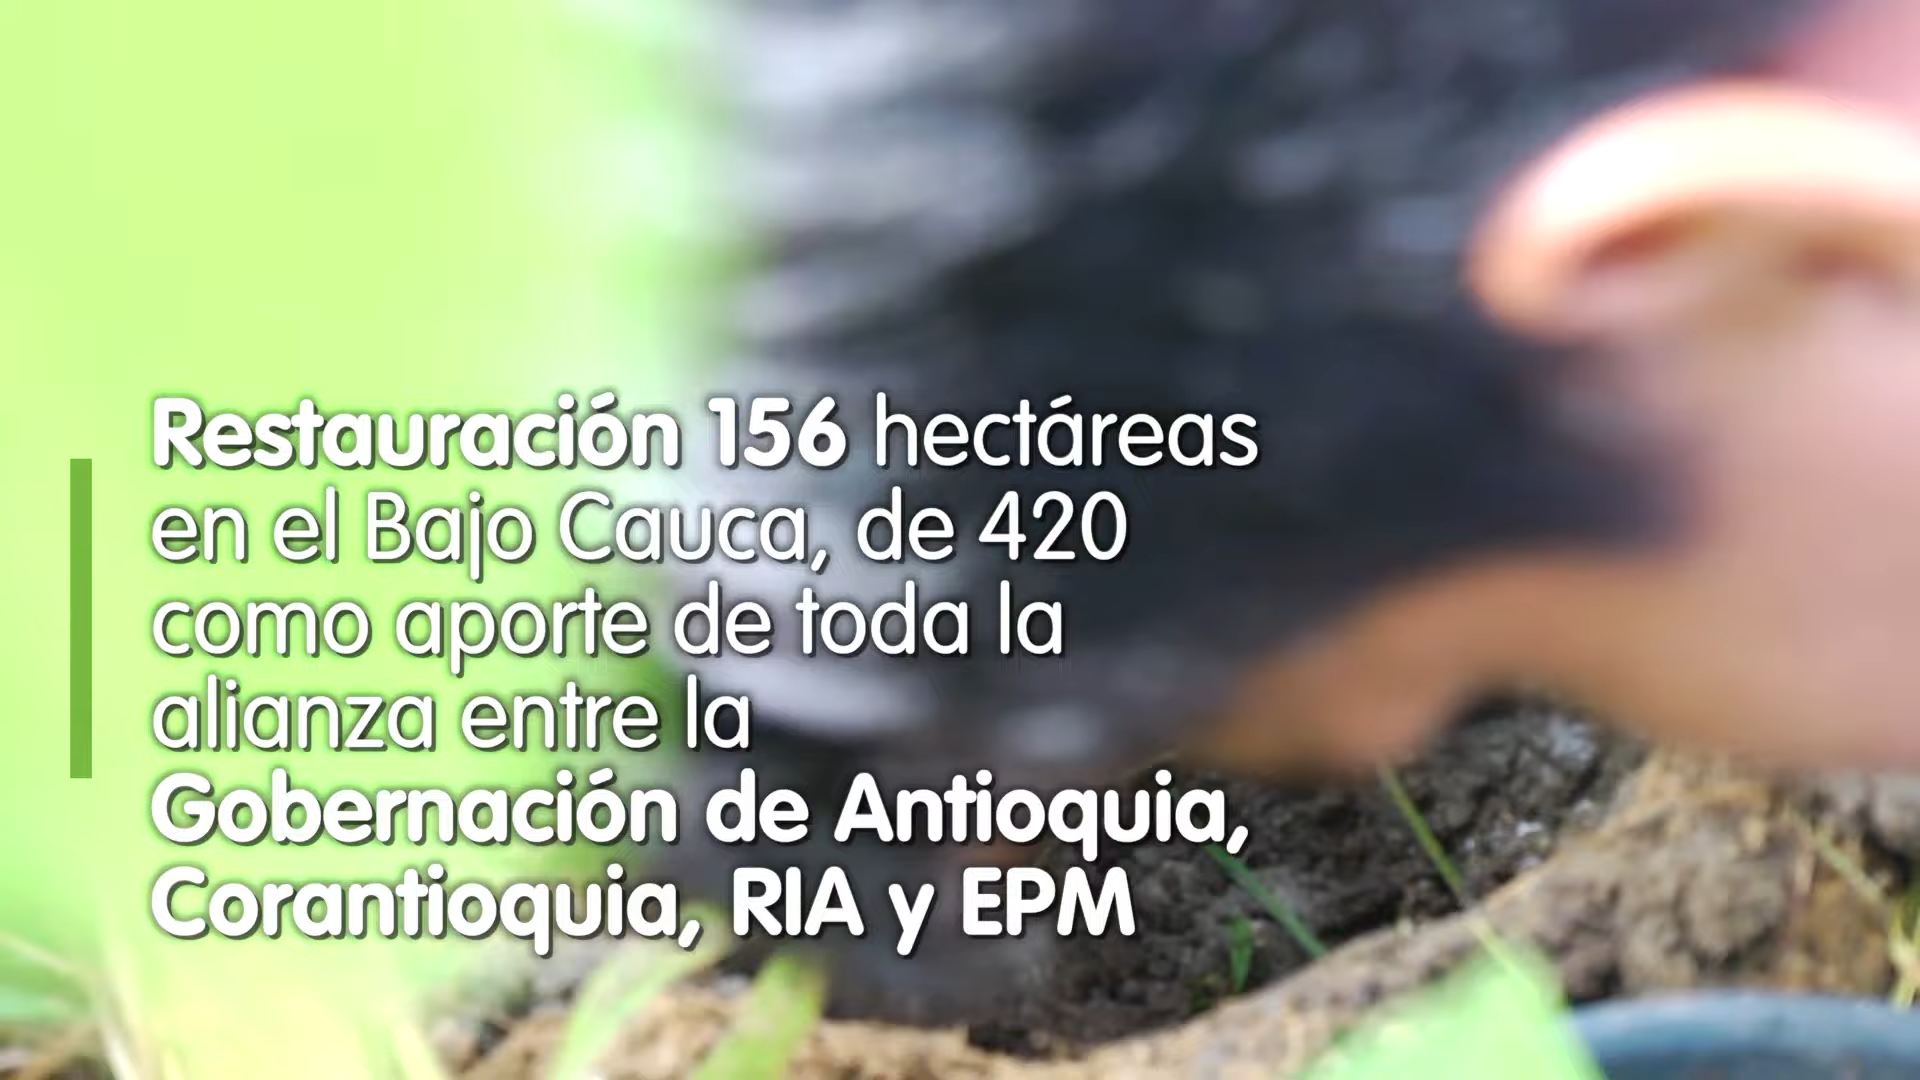 Restauración 156 hectáreas
en el Bajo Cauca, de 420
como aporte de toda la
alianza entre la
Gobernación de Antioquia,
Corantioquia, RIA y EPM